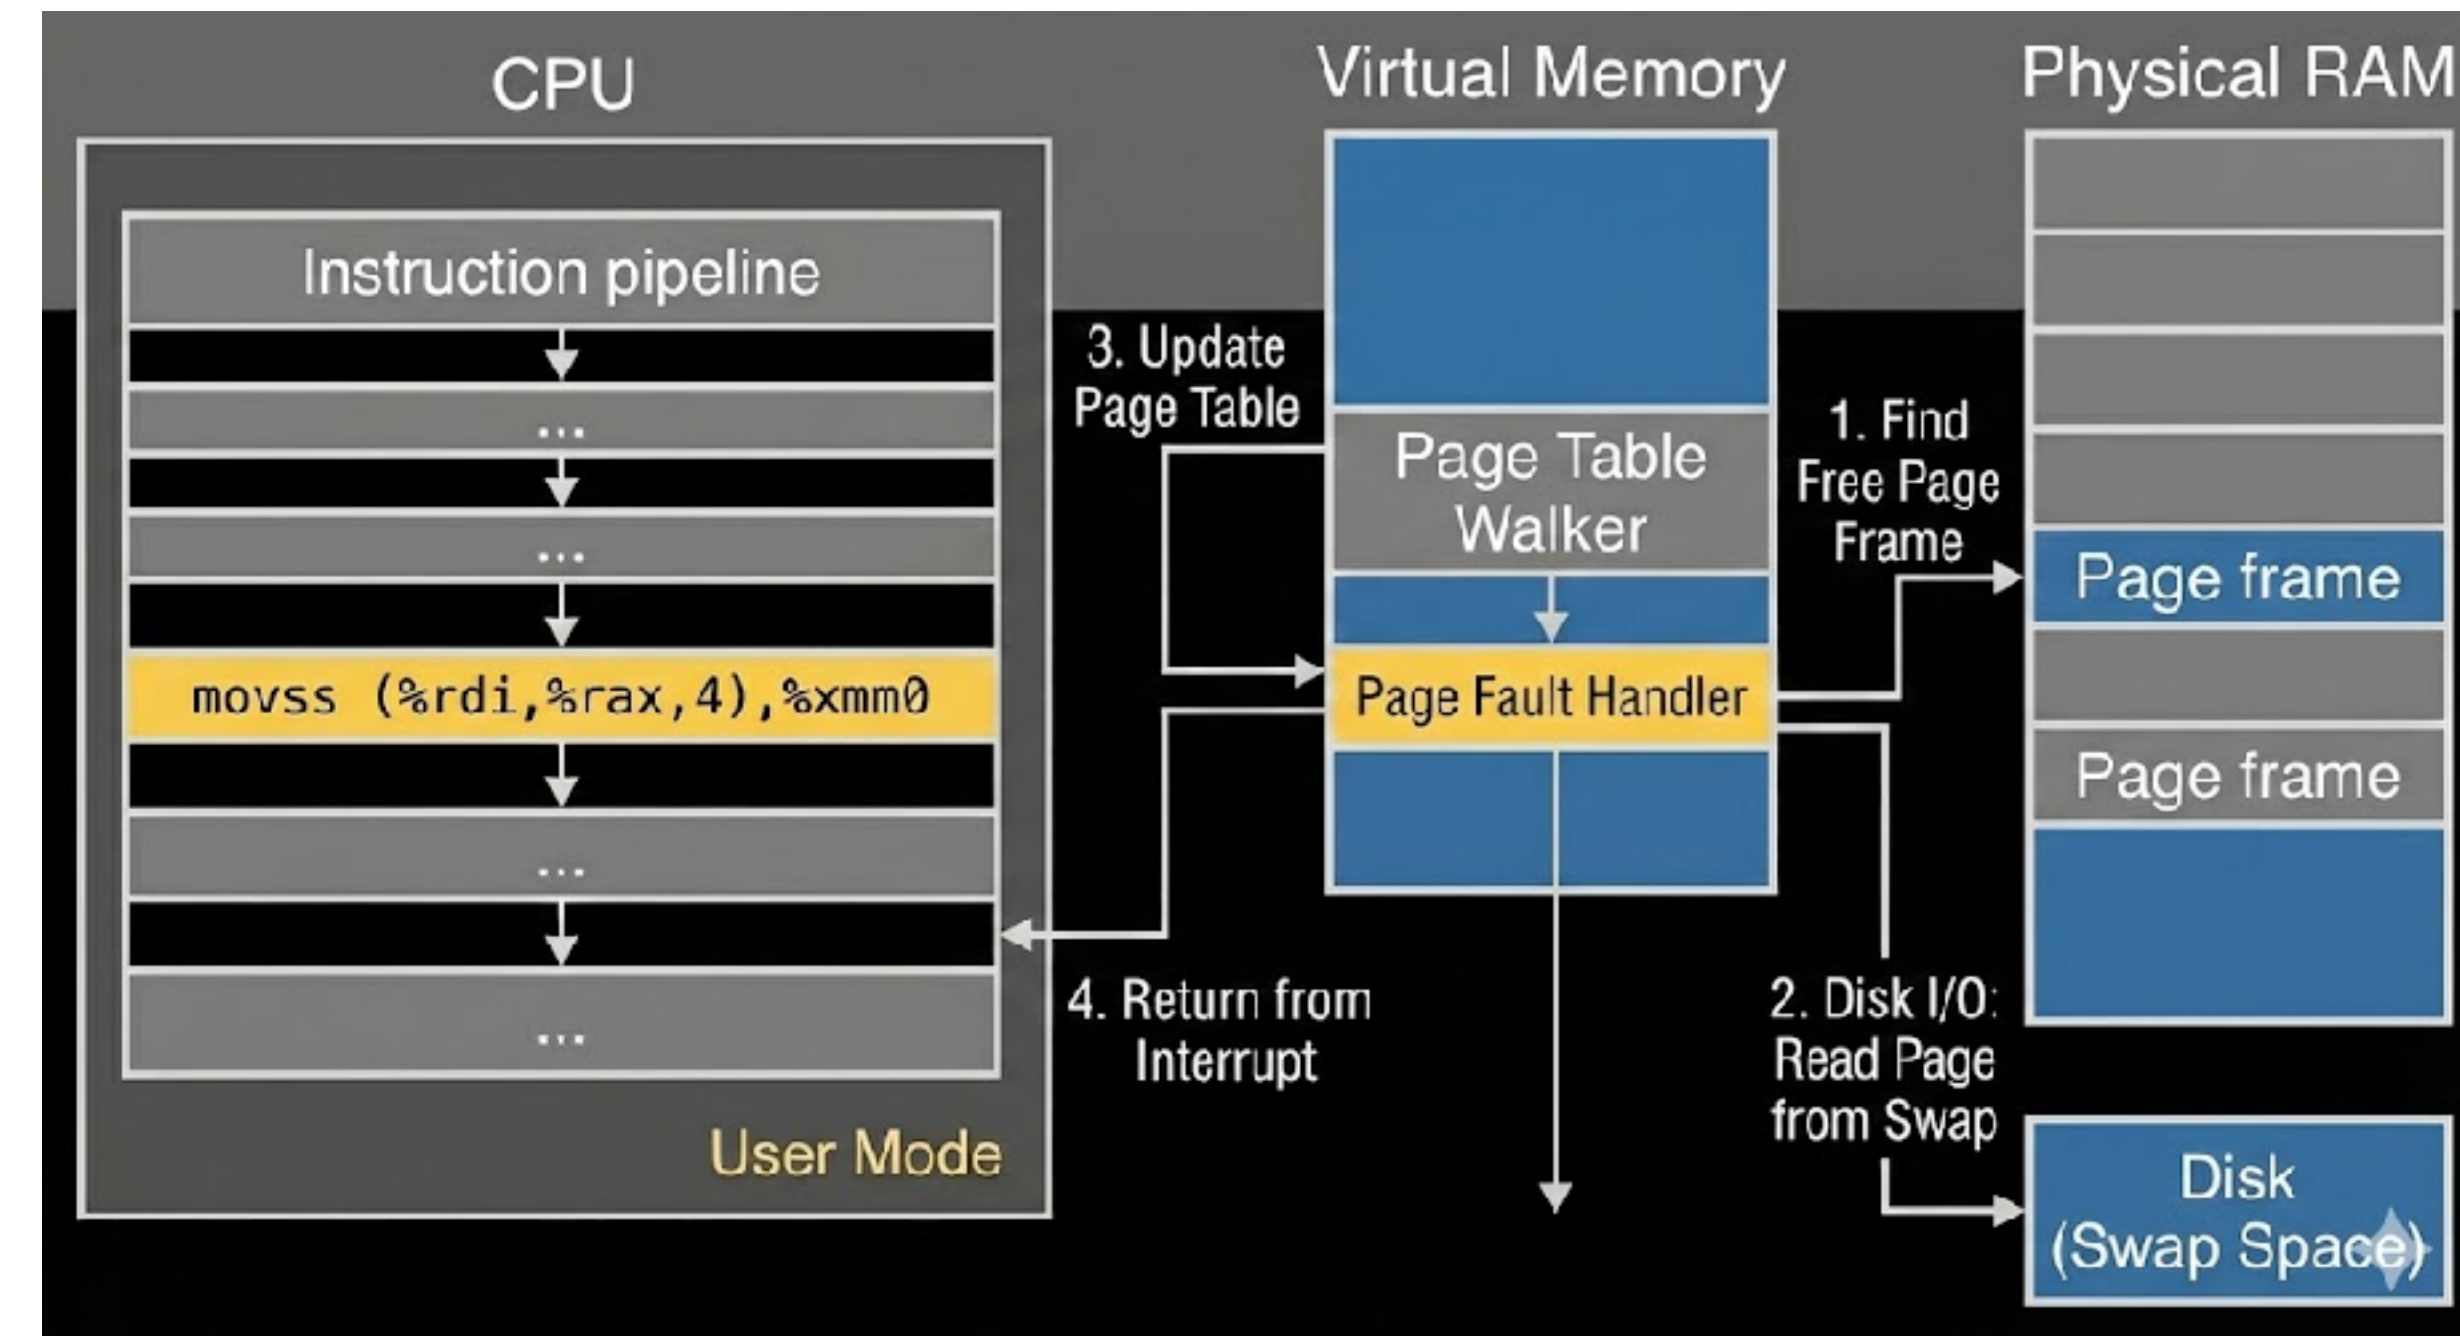 CPU
Instruction pipeline
...
...
movss (%rdi,%rax,4),%xmm0
...
...
User Mode
3. Update
Page Table
4. Return from
Interrupt
Virtual Memory
Page Table
Walker
Page Fault Handler
1. Find
Free Page
Frame
2. Disk I/O:
Read Page
from Swap
Physical RAM
Page frame
Page frame
Disk
(Swap Space)